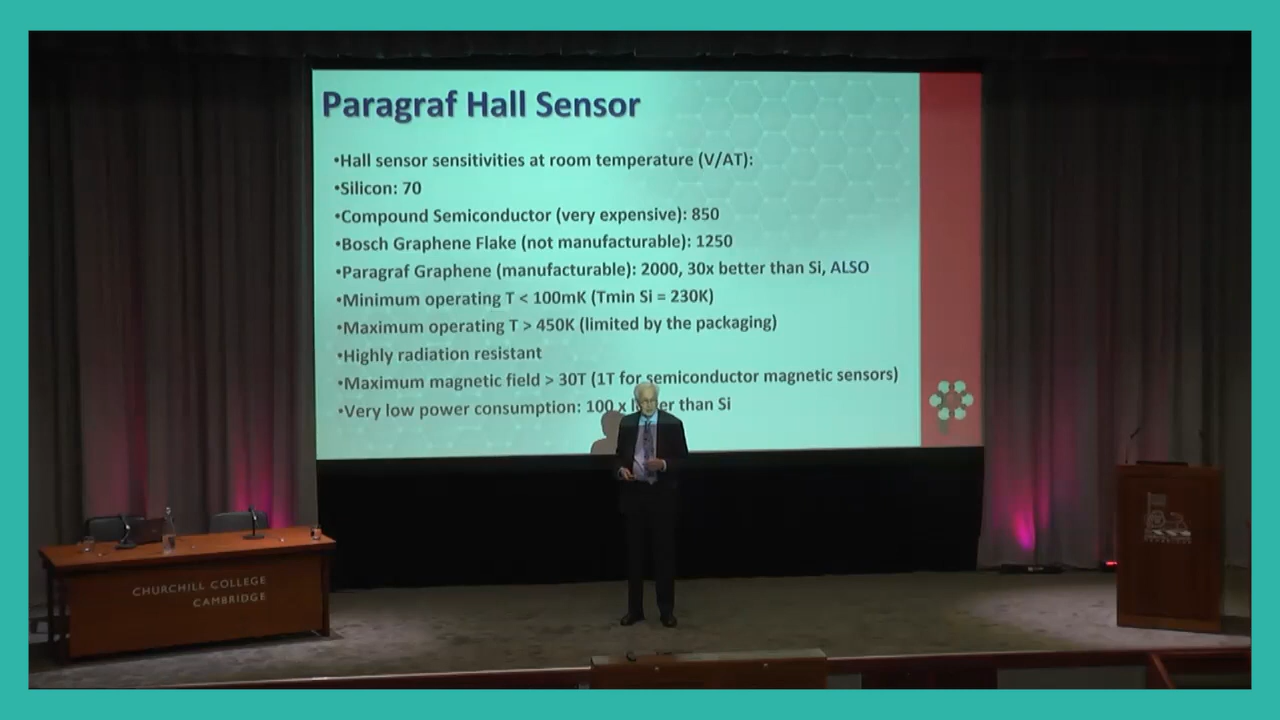 Paragraf Hall Sensor
•Hall sensor sensitivities at room temperature (V/AT):
•Silicon: 70
•Compound Semiconductor (very expensive): 850
•Bosch Graphene Flake (not manufacturable): 1250
•Paragraf Graphene (manufacturable): 2000, 30x better than Si, ALSO
•Minimum operating T < 100mK (Tmin Si = 230K)
•Maximum operating T > 450K (limited by the packaging)
•Highly radiation resistant
•Maximum magnetic field > 30T (1T for semiconductor magnetic sensors)
•Very low power consumption: 100 x than Si
CHURCHILL COLLEGE
CAMBRIDGE